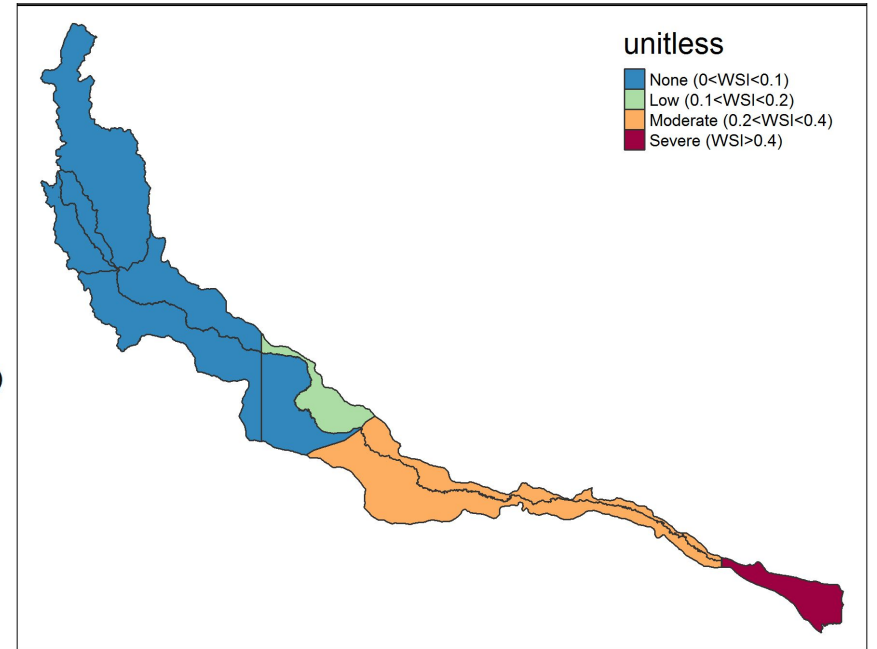 unitless
None (0<WSI<0.1)
Low (0.1<WSI<0.2)
Moderate (0.2<WSI<0.4)
Severe (WSI>0.4)